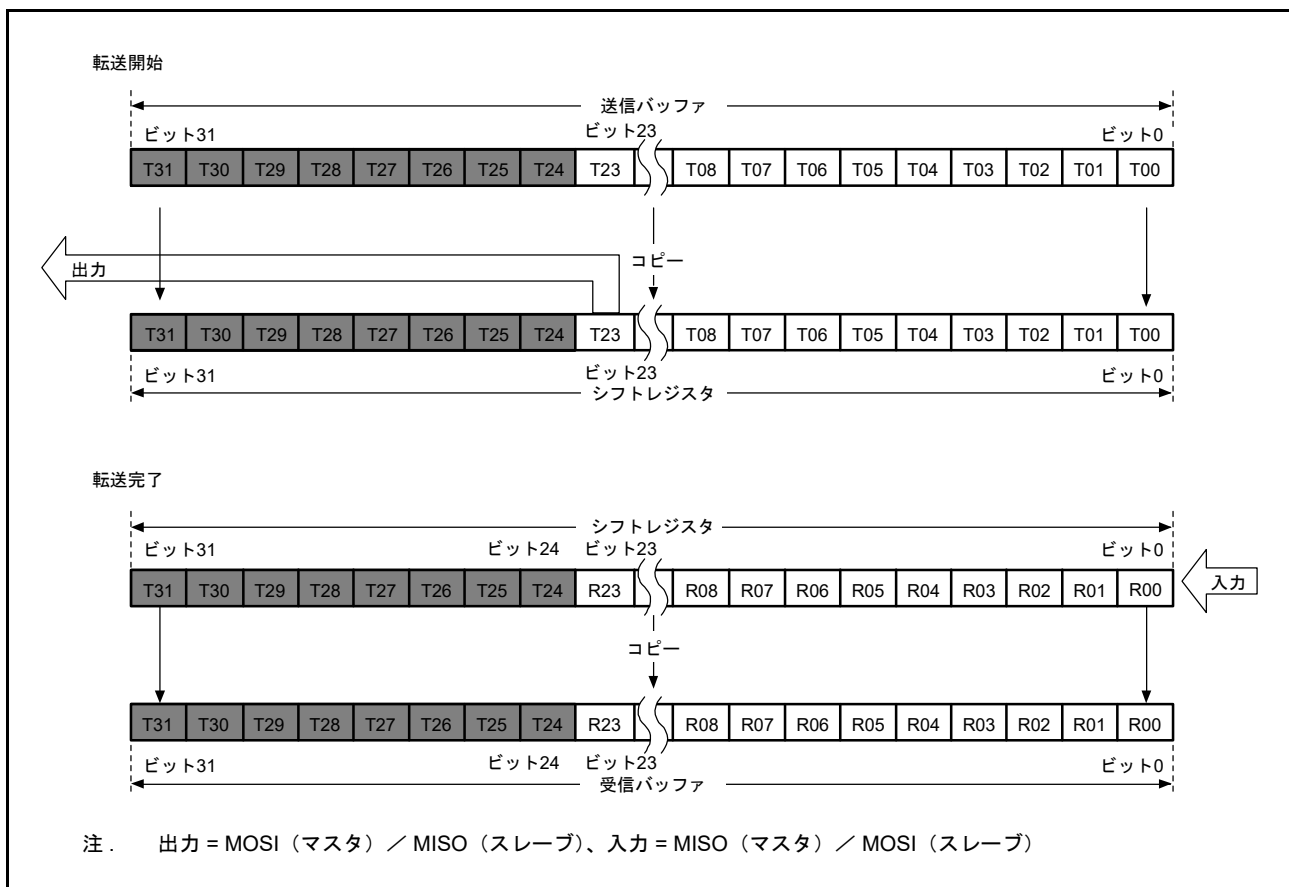 転送開始
送信バッファ
ビット31 ビット23 ビット0
T31 T30 T29 T28 T27 T26 T25 T24 T23 T08 T07 T06 T05 T04 T03 T02 T01 T00
コピー
出力
T31 T30 T29 T28 T27 T26 T25 T24 T23 T08 T07 T06 T05 T04 T03 T02 T01 T00
ビット31 ビット23 ビット0
シフトレジスタ
転送完了
シフトレジスタ
ビット31 ビット24 ビット23 ビット0
T31 T30 T29 T28 T27 T26 T25 T24 R23 R08 R07 R06 R05 R04 R03 R02 R01 R00
入力
コピー
T31 T30 T29 T28 T27 T26 T25 T24 R23 R08 R07 R06 R05 R04 R03 R02 R01 R00
ビット31 ビット24 ビット23 ビット0
受信バッファ
注． 出力 = MOSI（マスタ）／ MISO（スレーブ）、入力 = MISO（マスタ）／ MOSI（スレーブ）